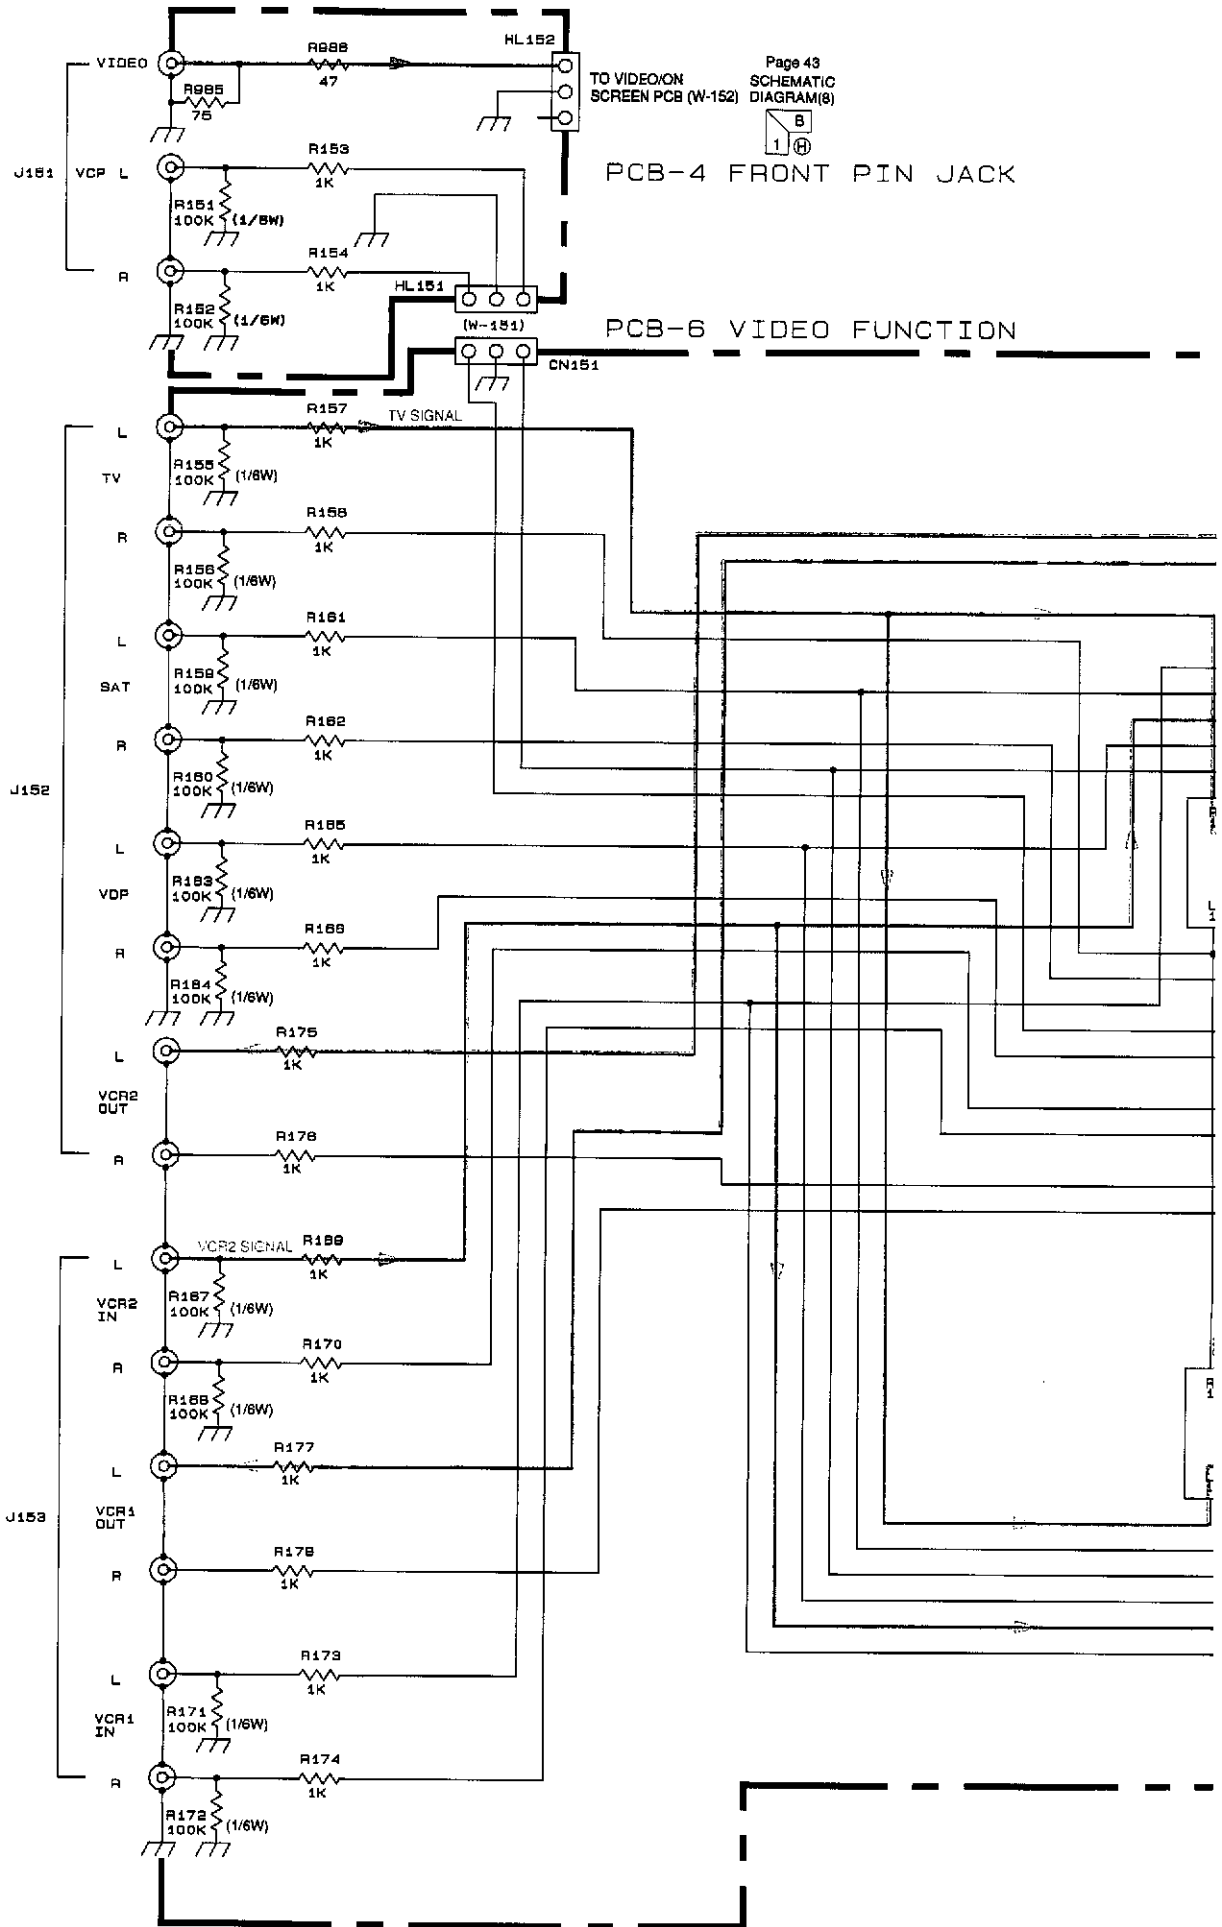 HL152
VIDEO
R986
47
R985
75
TO VIDEO/ON
SCREEN PCB (W-152)
Page 43
SCHEMATIC
DIAGRAM(8)
B
1 H
PCB-4 FRONT PIN JACK
J151
VCP L
R153
1K
R151
100K (1/6W)
R
R154
1K
R152
100K (1/6W)
HL151
(W-151)
PCB-6 VIDEO FUNCTION
CN151
L
R157
1K
TV SIGNAL
R155
100K (1/6W)
TV
R
R158
1K
R156
100K (1/6W)
L
R161
1K
R159
100K (1/6W)
SAT
R
R162
1K
R160
100K (1/6W)
J152
L
R165
1K
R163
100K (1/6W)
VDP
R
R166
1K
R164
100K (1/6W)
L
R175
1K
VCR2
OUT
R
R176
1K
L
VCR2 SIGNAL
R169
1K
R167
100K (1/6W)
VCR2
IN
R
R170
1K
R168
100K (1/6W)
L
R177
1K
J153
VCR1
OUT
R
R178
1K
L
R173
1K
R171
100K (1/6W)
VCR1
IN
R
R174
1K
R172
100K (1/6W)